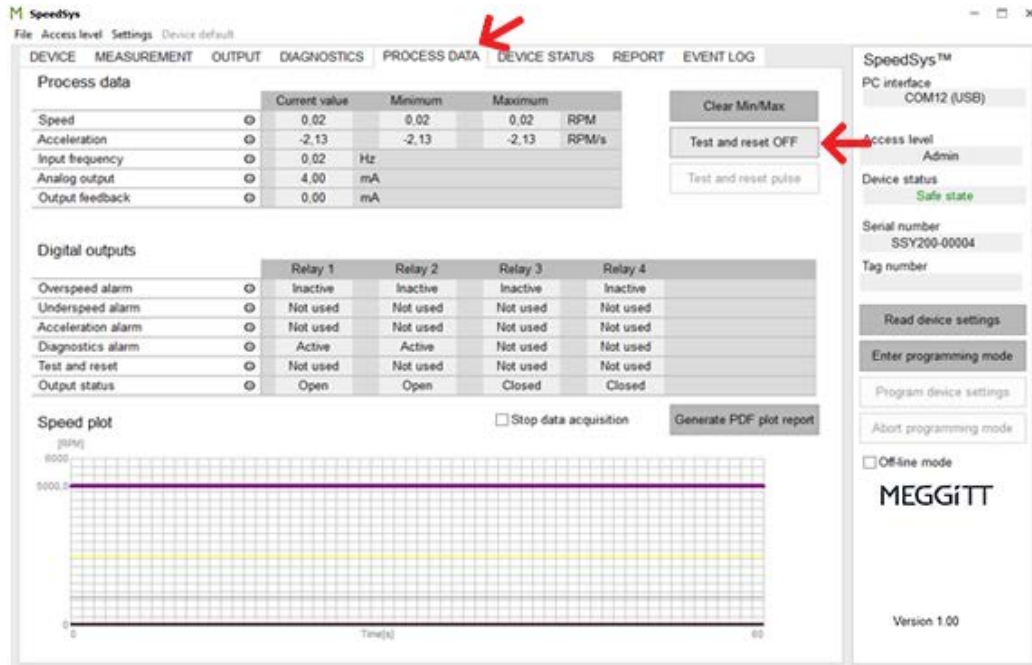 SpeedSys
File Access level Settings Device default
DEVICE MEASUREMENT OUTPUT DIAGNOSTICS PROCESS DATA DEVICE STATUS REPORT EVENT LOG
Process data
Current value Minimum Maximum
Speed 0,02 0,02 0,02 RPM
Acceleration -2,13 -2,13 -2,13 RPM/s
Input frequency 0,02 Hz
Analog output 4,00 mA
Output feedback 0,00 mA
Clear Min/Max
Test and reset OFF
Test and reset pulse
Digital outputs
Relay 1 Relay 2 Relay 3 Relay 4
Overspeed alarm Inactive Inactive Inactive Inactive
Underspeed alarm Not used Not used Not used Not used
Acceleration alarm Not used Not used Not used Not used
Diagnostics alarm Active Active Not used Not used
Test and reset Not used Not used Not used Not used
Output status Open Open Closed Closed
Speed plot
Stop data acquisition
Generate PDF plot report
[RPM]
6000
5000,0
0
0 Time[s] 60
SpeedSys™
PC interface
COM12 (USB)
Access level
Admin
Device status
Safe state
Serial number
SSY200-00004
Tag number
Read device settings
Enter programming mode
Program device settings
Abort programming mode
Off-line mode
MEGGiTT
Version 1.00